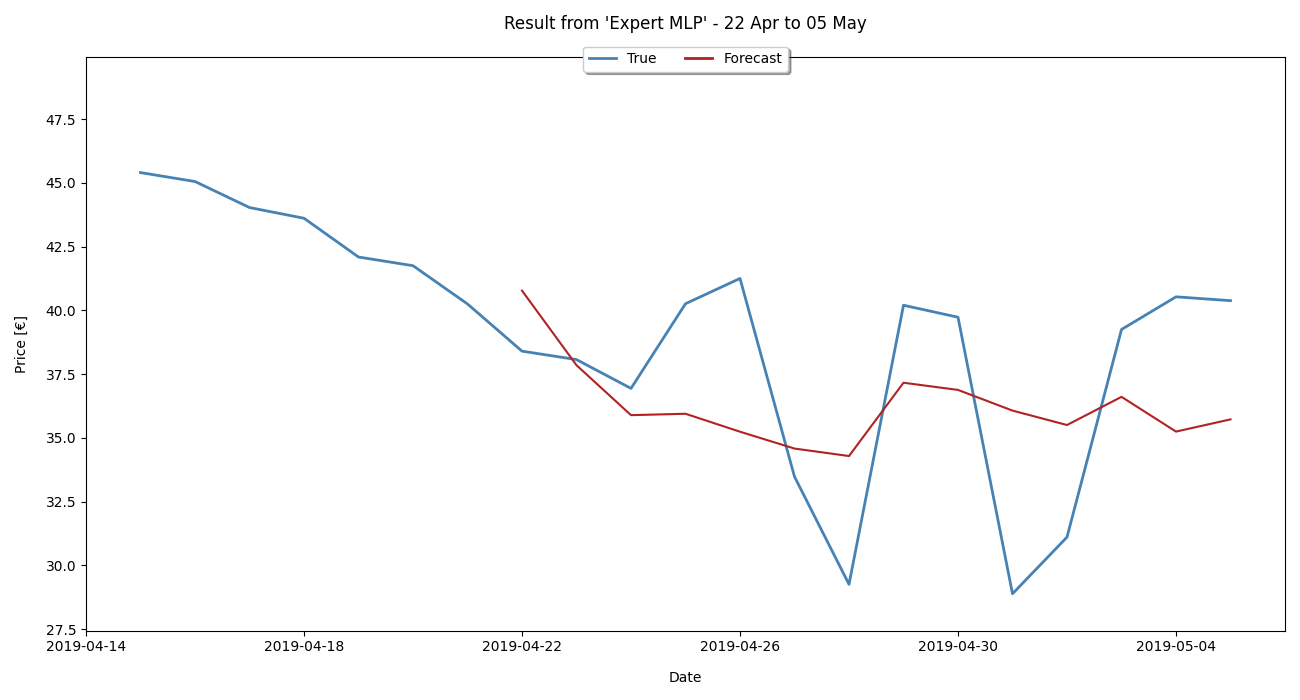 Result from 'Expert MLP' - 22 Apr to 05 May
True Forecast
47.5
45.0
42.5
40.0
37.5
35.0
32.5
30.0
27.5
Price [€]
2019-04-14 2019-04-18 2019-04-22 2019-04-26 2019-04-30 2019-05-04
Date